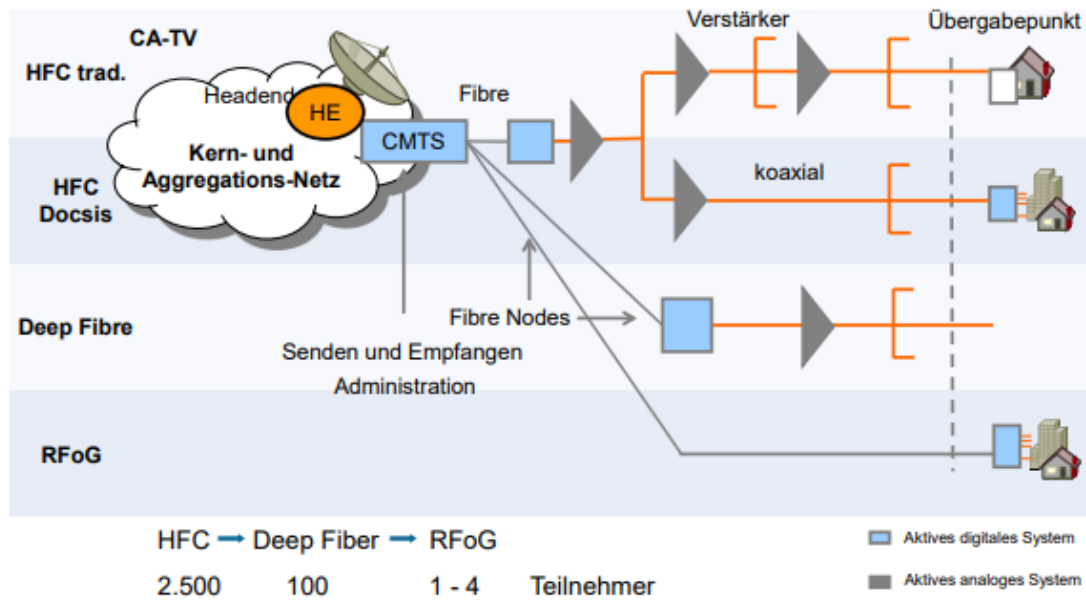 CA-TV
HFC trad.
Headend
HE
CMTS
Kern- und
Aggregations-Netz
Fibre
Verstärker
Übergabepunkt
HFC
Docsis
koaxial
Deep Fibre
Fibre Nodes
Senden und Empfangen
Administration
RFoG
HFC → Deep Fiber → RFoG
2.500 100 1 - 4 Teilnehmer
Aktives digitales System
Aktives analoges System